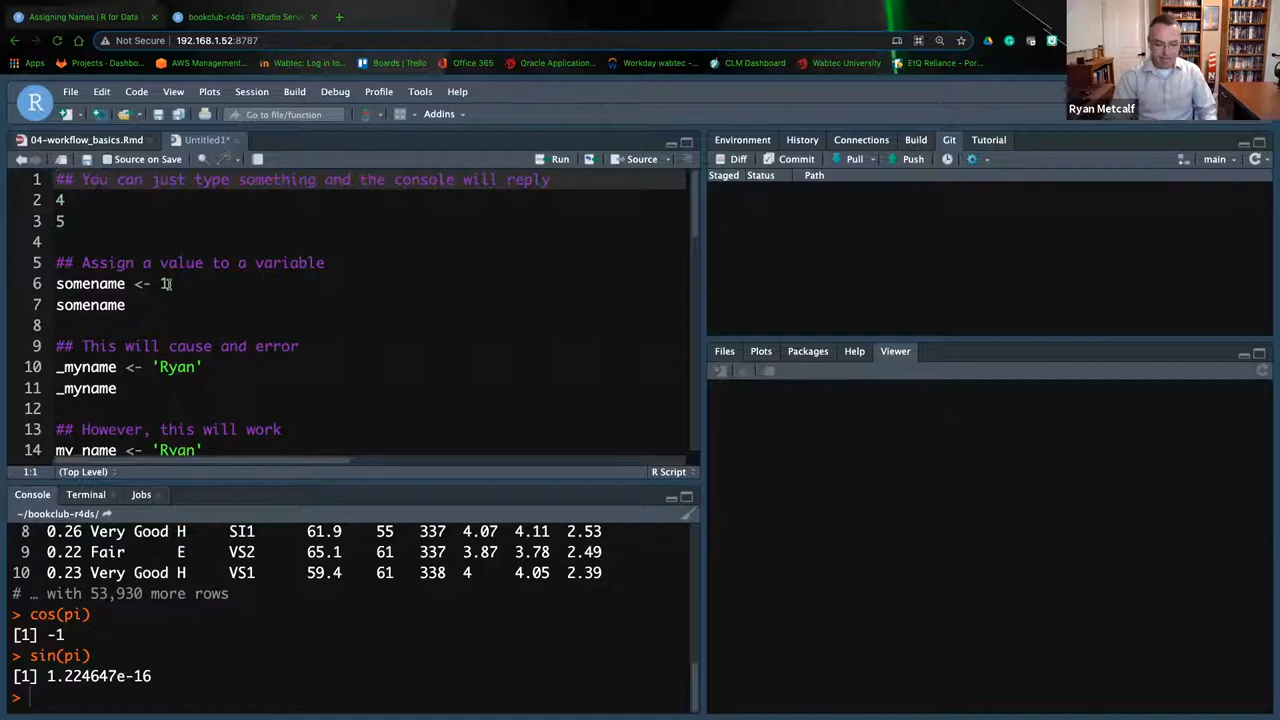 Assigning Names | R for Data
bookclub-r4ds - RStudio Serv
Not Secure 192.168.1.52:8787
Apps Projects · Dashbo... AWS Management... Wabtec: Log in to... Boards | Trello Office 365 Oracle Application... Workday wabtec -... CLM Dashboard Wabtec University EtQ Reliance - Por...
Ryan Metcalf
R File Edit Code View Plots Session Build Debug Profile Tools Help
Go to file/function Addins
04-workflow_basics.Rmd Untitled1*
Source on Save Run Source
1 ## You can just type something and the console will reply
2 4
3 5
4
5 ## Assign a value to a variable
6 somename <- 1
7 somename
8
9 ## This will cause and error
10 _myname <- 'Ryan'
11 _myname
12
13 ## However, this will work
14 my_name <- 'Ryan'
1:1 (Top Level) R Script
Console Terminal Jobs
~/bookclub-r4ds/
8 0.26 Very Good H SI1 61.9 55 337 4.07 4.11 2.53
9 0.22 Fair E VS2 65.1 61 337 3.87 3.78 2.49
10 0.23 Very Good H VS1 59.4 61 338 4 4.05 2.39
# … with 53,930 more rows
> cos(pi)
[1] -1
> sin(pi)
[1] 1.224647e-16
>
Environment History Connections Build Git Tutorial
Diff Commit Pull Push main
Staged Status Path
Files Plots Packages Help Viewer